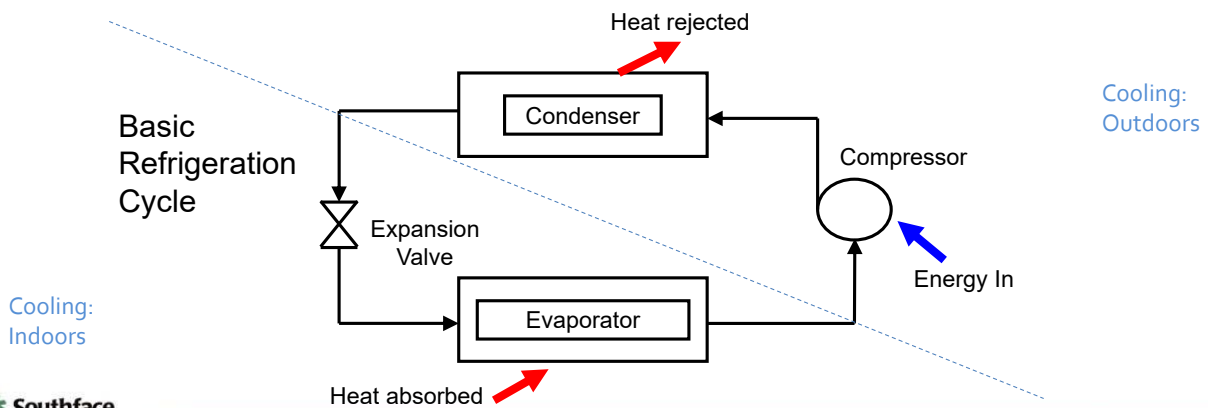 Heat rejected
Condenser
Cooling:
Outdoors
Basic
Refrigeration
Cycle
Compressor
Expansion
Valve
Energy In
Cooling:
Indoors
Evaporator
Heat absorbed
Southface